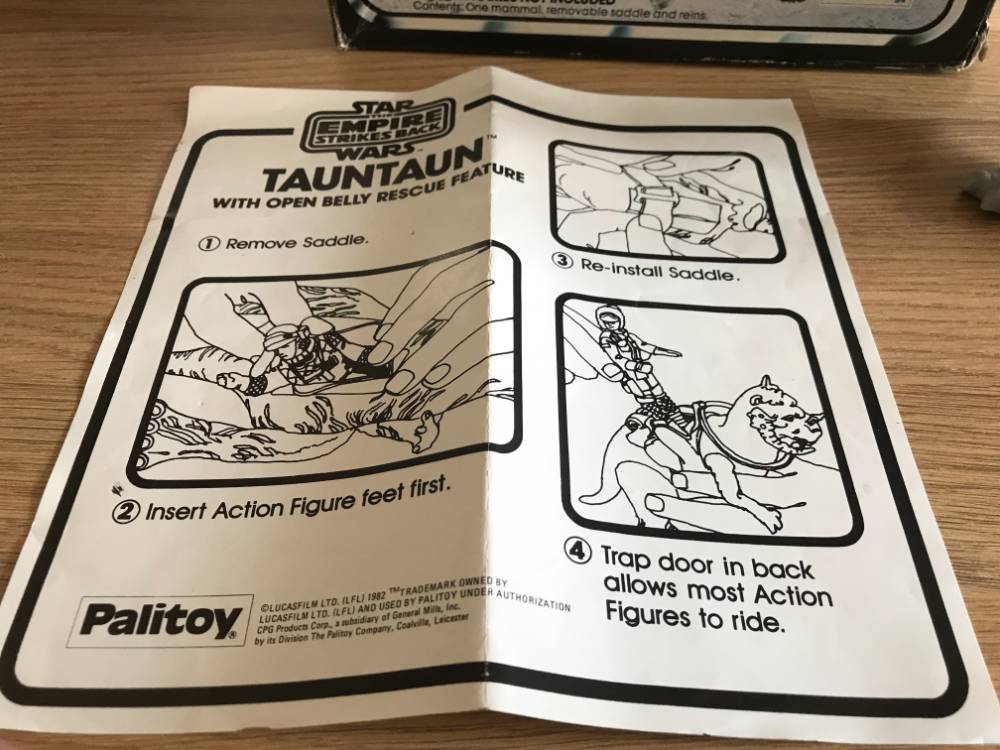 Contents: One mammal, removable saddle and reins.
STAR
THE
EMPIRE
STRIKES BACK
WARS
TAUNTAUN™
WITH OPEN BELLY RESCUE FEATURE
1 Remove Saddle.
2 Insert Action Figure feet first.
3 Re-install Saddle.
4 Trap door in back
allows most Action
Figures to ride.
Palitoy®
©LUCASFILM LTD. (LFL) 1982 ™TRADEMARK OWNED BY
LUCASFILM LTD. (LFL) AND USED BY PALITOY UNDER AUTHORIZATION
CPG Products Corp., a subsidiary of General Mills, Inc.
by its Division The Palitoy Company, Coalville, Leicester